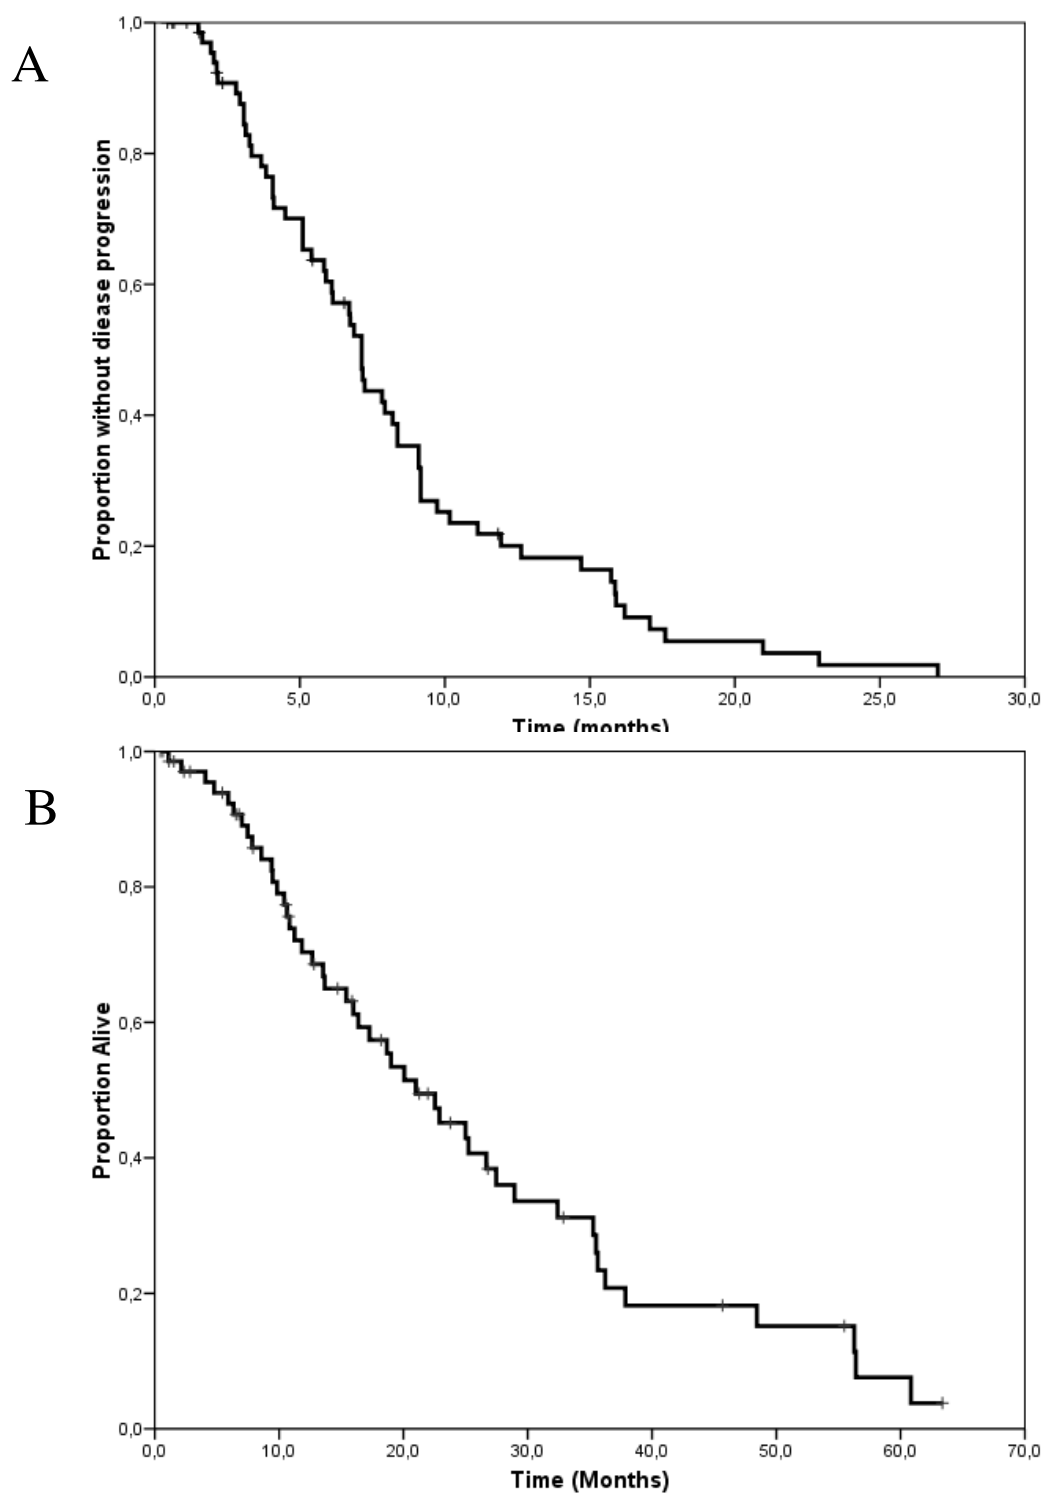 A
Proportion without diease progression
1,0
0,8
0,6
0,4
0,2
0,0
0,0 5,0 10,0 15,0 20,0 25,0 30,0
Time (months)
B
Proportion Alive
1,0
0,8
0,6
0,4
0,2
0,0
0,0 10,0 20,0 30,0 40,0 50,0 60,0 70,0
Time (Months)